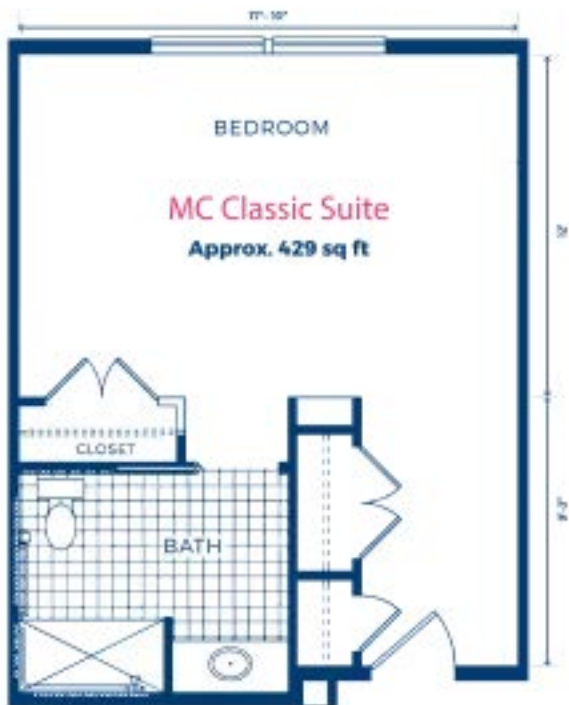 BEDROOM
MC Classic Suite
Approx. 429 sq ft
CLOSET
BATH